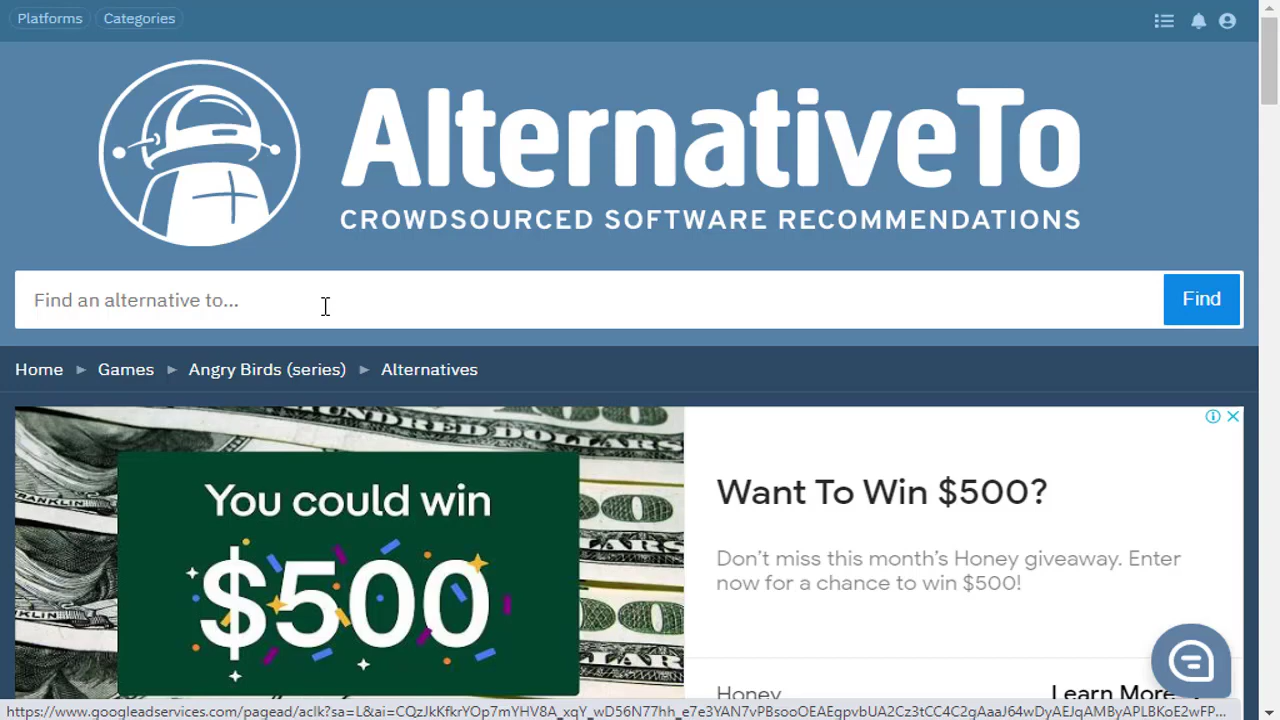 Platforms
Categories
AlternativeTo
CROWDSOURCED SOFTWARE RECOMMENDATIONS
Find an alternative to...
Find
Home ► Games ► Angry Birds (series) ► Alternatives
HUNDRED DOLLARS
You could win
$500
Want To Win $500?
Don't miss this month's Honey giveaway. Enter
now for a chance to win $500!
Honey
Learn More